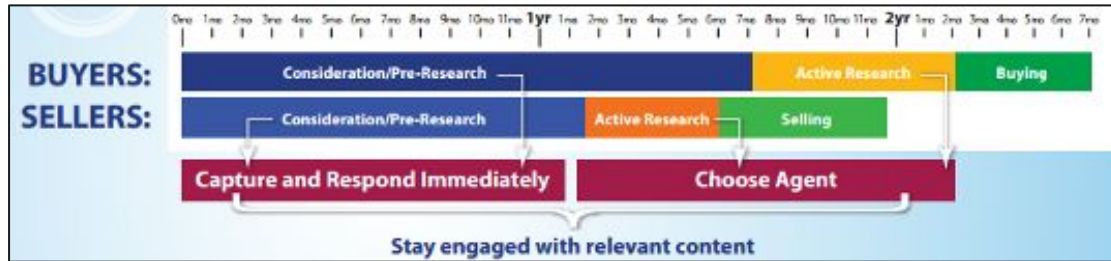 0mo 1mo 2mo 3mo 4mo 5mo 6mo 7mo 8mo 9mo 10mo 11mo 1yr 1mo 2mo 3mo 4mo 5mo 6mo 7mo 8mo 9mo 10mo 11mo 2yr 1mo 2mo 3mo 4mo 5mo 6mo 7mo
BUYERS: Consideration/Pre-Research Active Research Buying
SELLERS: Consideration/Pre-Research Active Research Selling
Capture and Respond Immediately Choose Agent
Stay engaged with relevant content